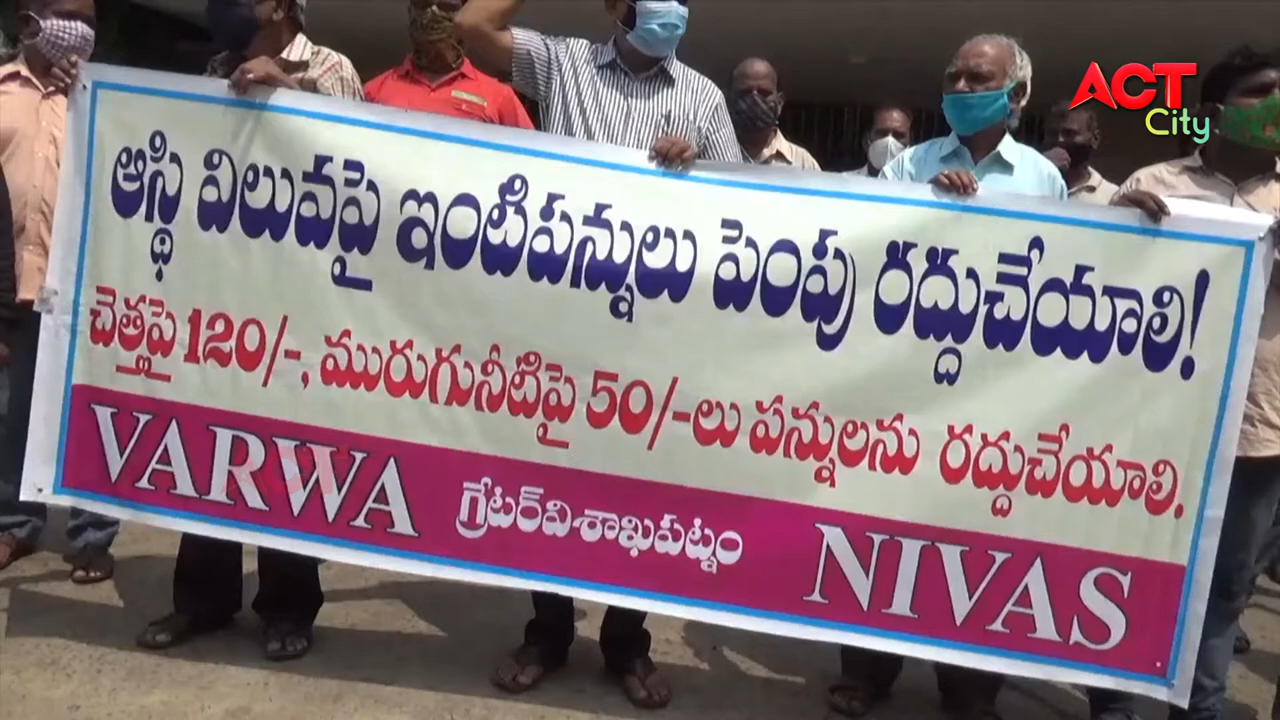 ACT
City
ఆస్థి విలువపై ఇంటిపన్నులు పెంపు రద్దుచేయాలి!
చెత్తపై 120/-, మురుగునీటిపై 50/-లు పన్నులను రద్దుచేయాలి.
VARWA గ్రేటర్‌విశాఖపట్నం NIVAS